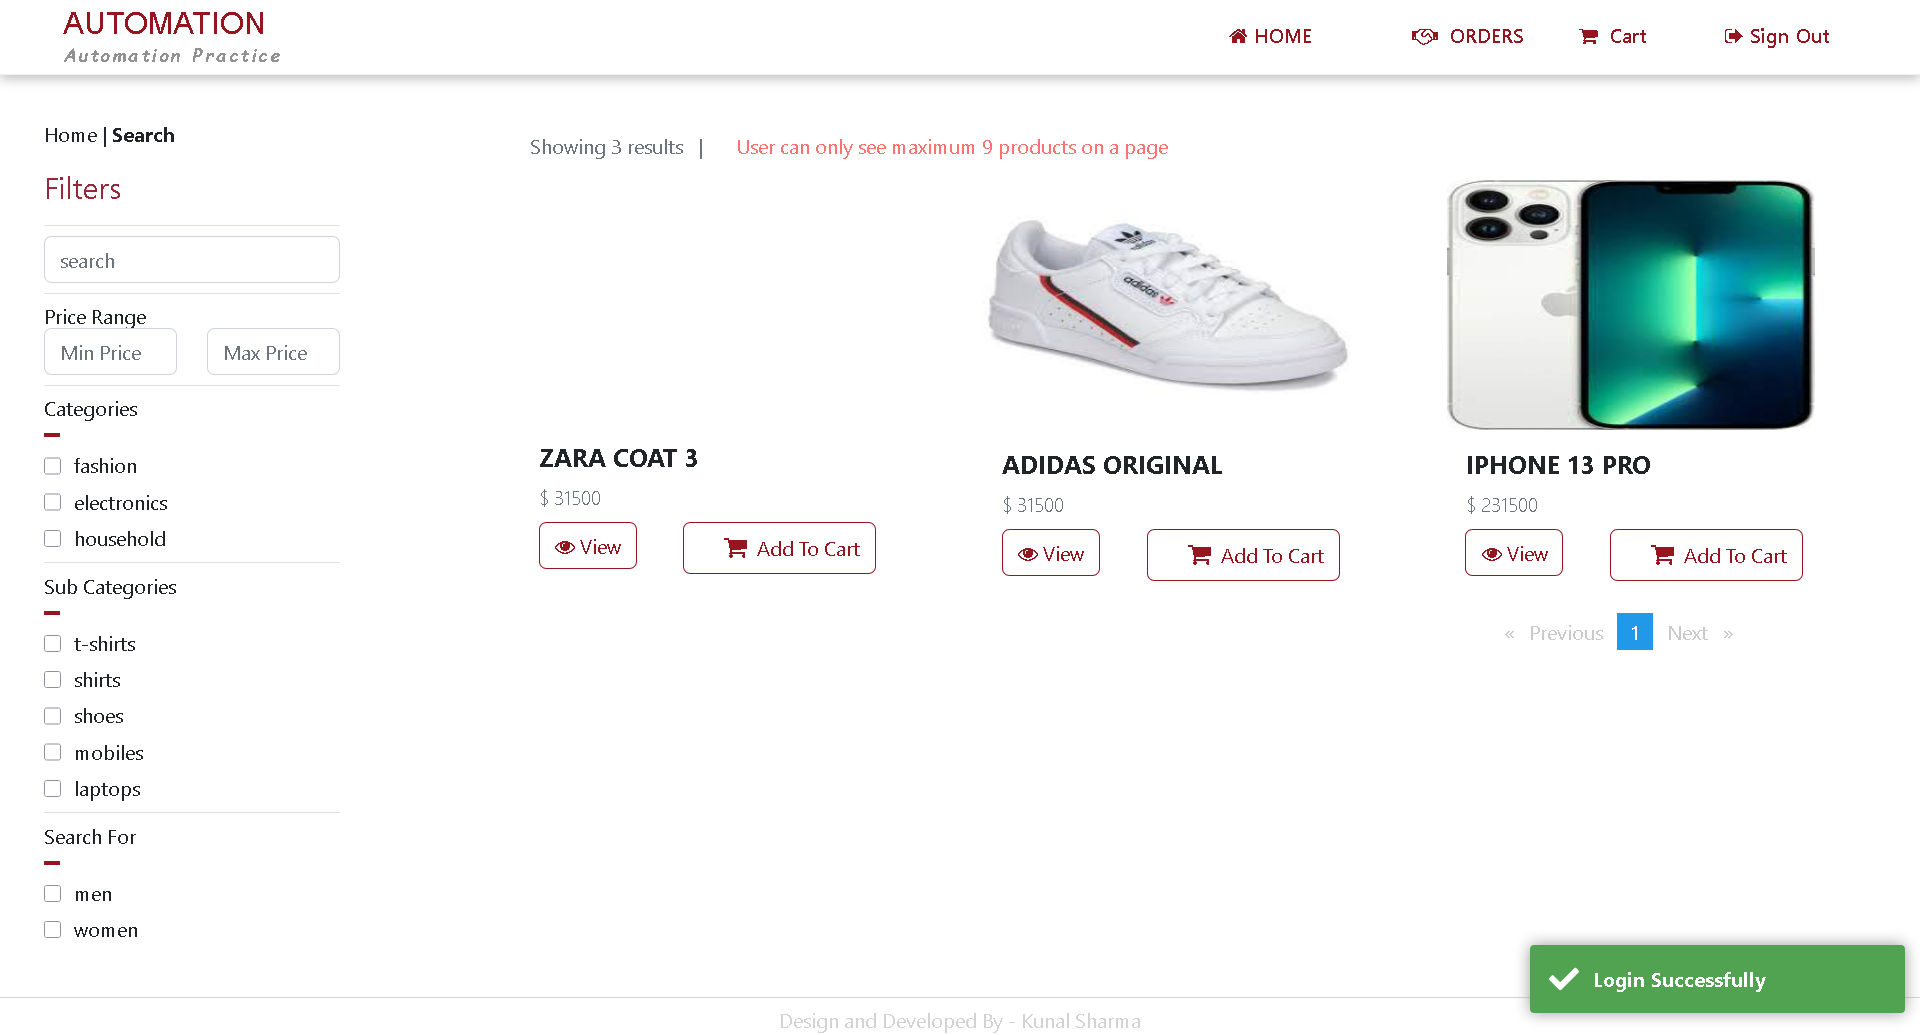 AUTOMATION
Automation Practice
HOME
ORDERS
Cart
Sign Out
Home | Search
Filters
search
Price Range
Min Price
Max Price
Categories
fashion
electronics
household
Sub Categories
t-shirts
shirts
shoes
mobiles
laptops
Search For
men
women
Showing 3 results |
User can only see maximum 9 products on a page
ZARA COAT 3
$ 31500
View
Add To Cart
adidas
adidas
ADIDAS ORIGINAL
$ 31500
View
Add To Cart
IPHONE 13 PRO
$ 231500
View
Add To Cart
« Previous 1 Next »
Login Successfully
Design and Developed By - Kunal Sharma